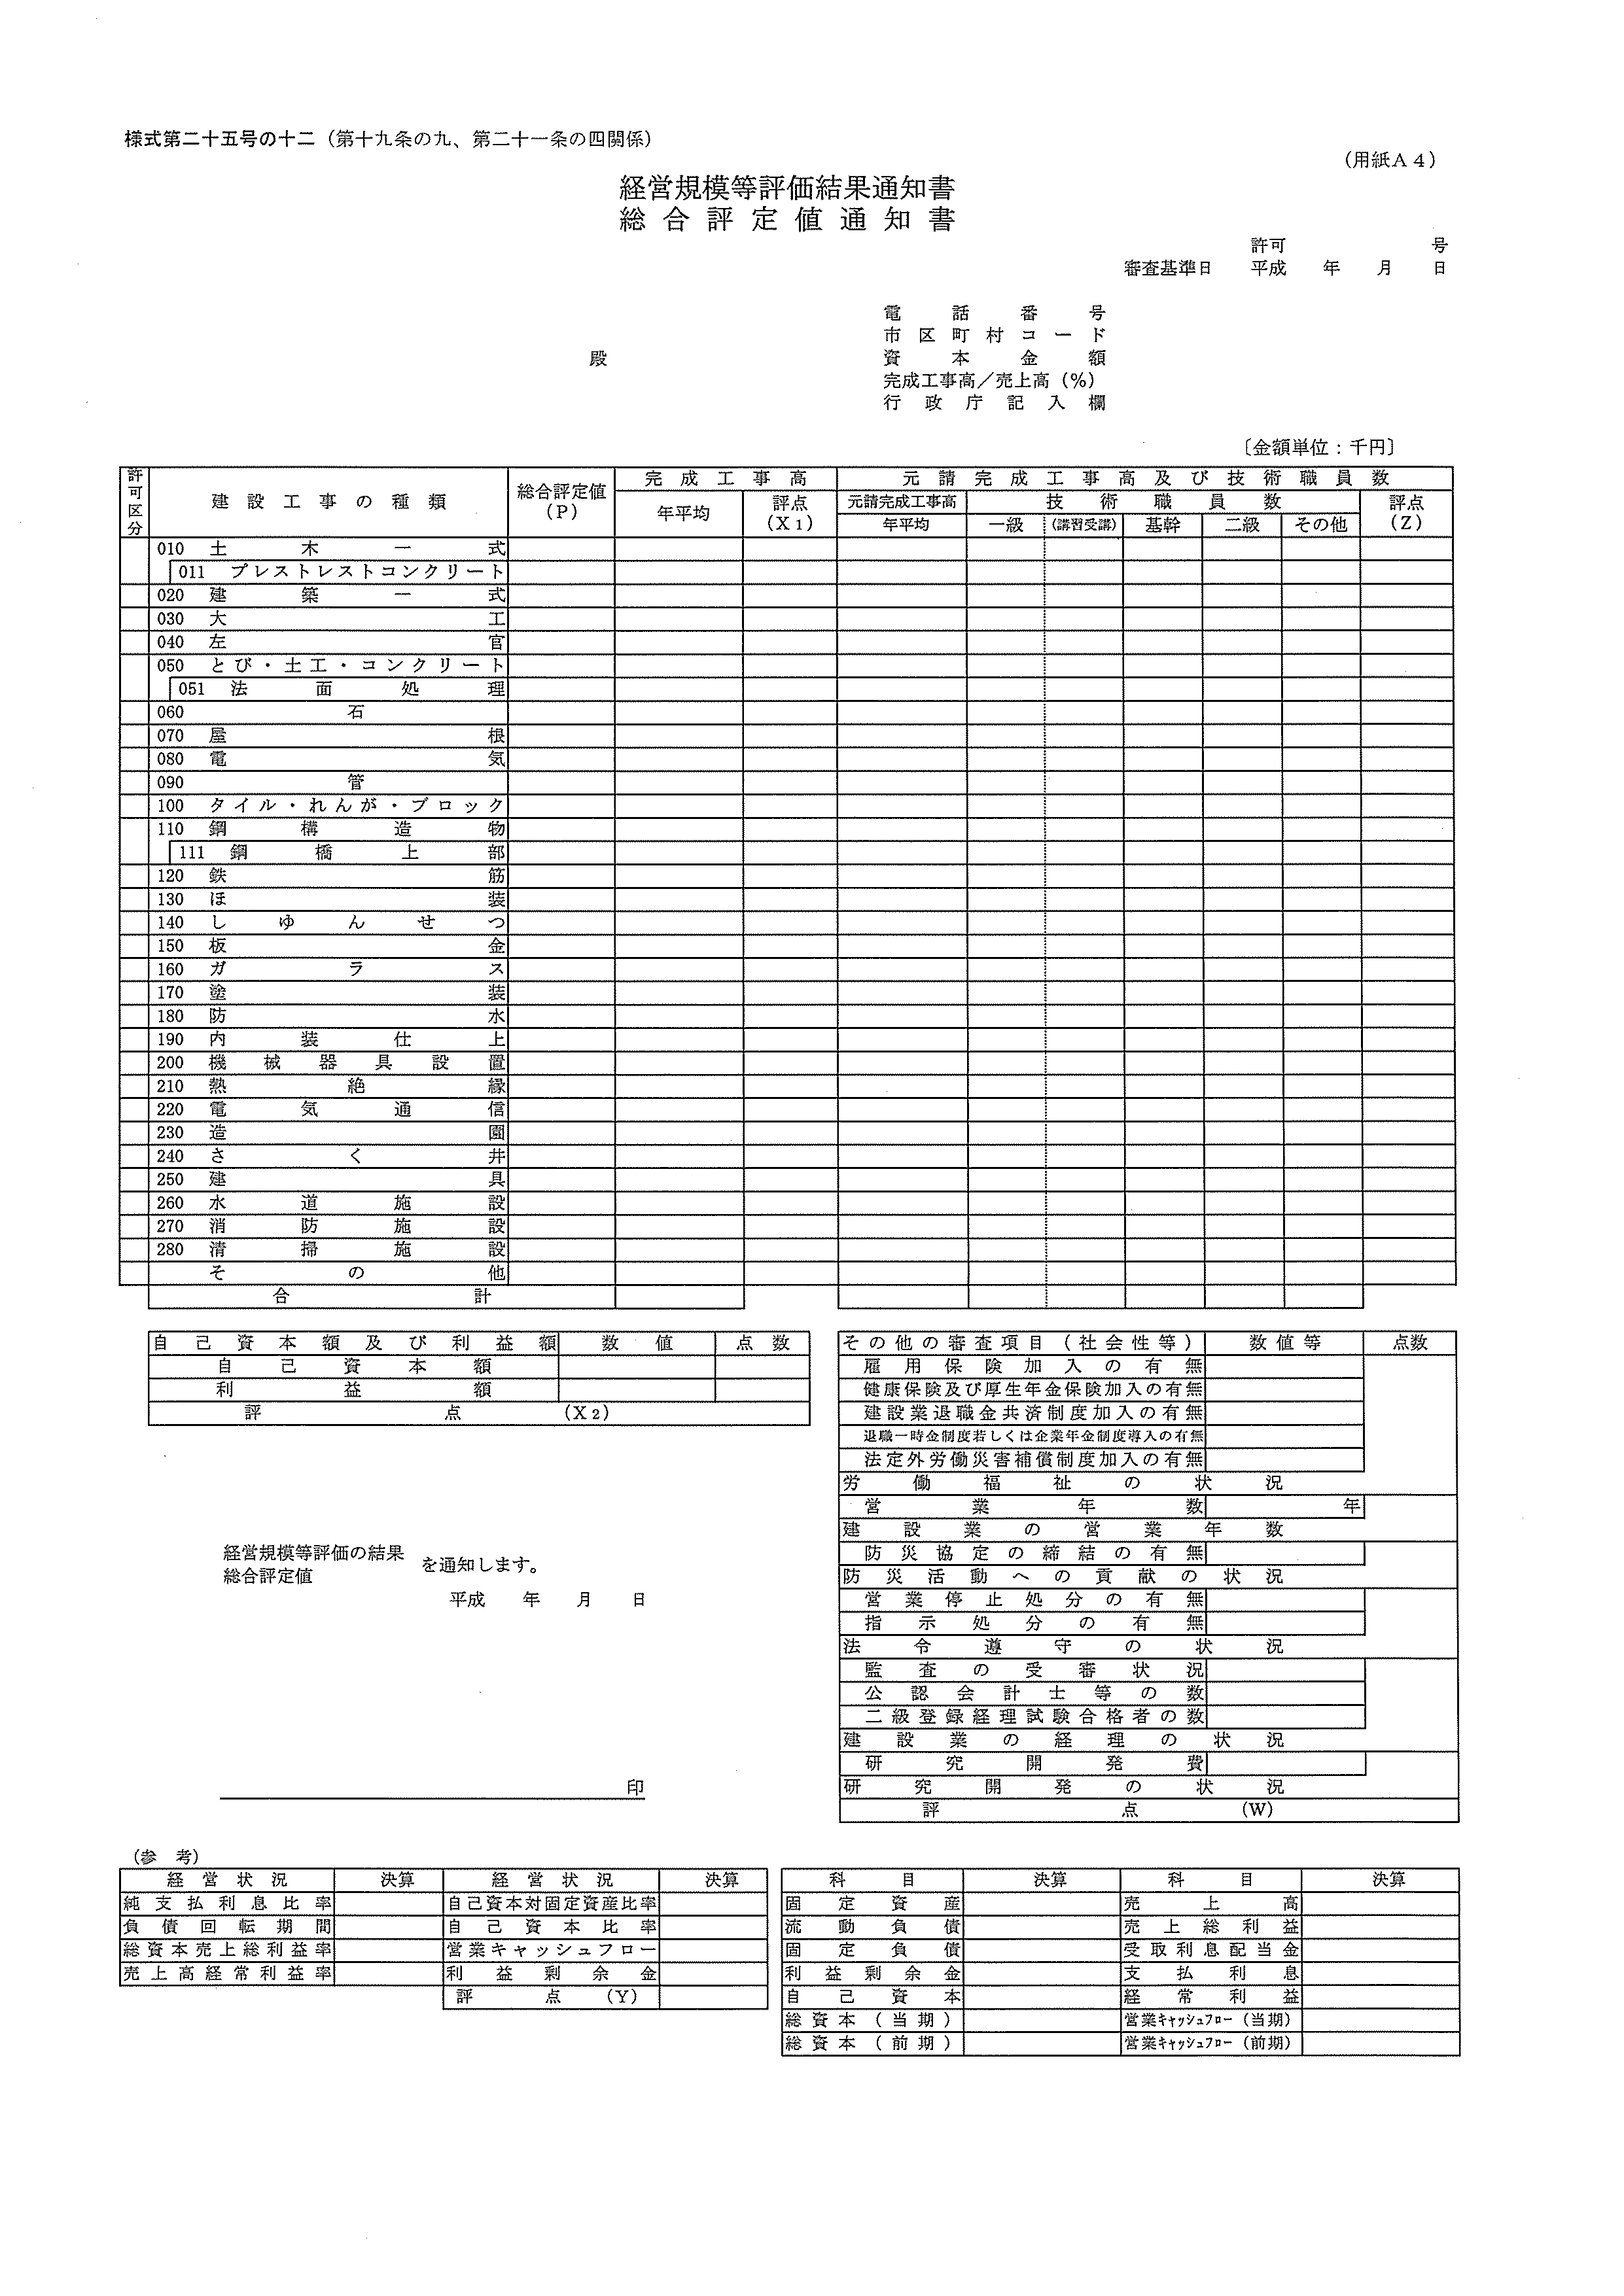 様式第二十五号の十二（第十九条の九、第二十一条の四関係）
（用紙Ａ４）
経営規模等評価結果通知書
総合評定値通知書
許可　号
審査基準日　平成　年　月　日
電話番号
市区町村コード
殿
資本金額
完成工事高／売上高（％）
行政庁記入欄
〔金額単位：千円〕
許可区分　建設工事の種類　総合評定値（Ｐ）　完成工事高　元請完成工事高及び技術職員数
年平均　評点（X1）　元請完成工事高　技術職員数　評点（Z）
年平均　一級　（講習受講）　基幹　二級　その他
010 土木一式
011 プレストレストコンクリート
020 建築一式
030 大工
040 左官
050 とび・土工・コンクリート
051 法面処理
060 石
070 屋根
080 電気
090 管
100 タイル・れんが・ブロック
110 鋼構造物
111 鋼橋上部
120 鉄筋
130 ほ装
140 しゆんせつ
150 板金
160 ガラス
170 塗装
180 防水
190 内装仕上
200 機械器具設置
210 熱絶縁
220 電気通信
230 造園
240 さく井
250 建具
260 水道施設
270 消防施設
280 清掃施設
その他
合計
自己資本額及び利益額　数値　点数
自己資本額
利益額
評点（X2）
その他の審査項目（社会性等）　数値等　点数
雇用保険加入の有無
健康保険及び厚生年金保険加入の有無
建設業退職金共済制度加入の有無
退職一時金制度若しくは企業年金制度導入の有無
法定外労働災害補償制度加入の有無
労働福祉の状況
営業年数　年
建設業の営業年数
防災協定の締結の有無
防災活動への貢献の状況
営業停止処分の有無
指示処分の有無
法令遵守の状況
監査の受審状況
公認会計士等の数
二級登録経理試験合格者の数
建設業の経理の状況
研究開発費
研究開発の状況
評点（W）
経営規模等評価の結果
総合評定値
を通知します。
平成　年　月　日
印
（参考）
経営状況　決算　経営状況　決算
純支払利息比率　自己資本対固定資産比率
負債回転期間　自己資本比率
総資本売上総利益率　営業キャッシュフロー
売上高経常利益率　利益剰余金
評点（Y）
科目　決算　科目　決算
固定資産　売上高
流動負債　売上総利益
固定負債　受取利息配当金
利益剰余金　支払利息
自己資本　経常利益
総資本（当期）　営業ｷｬｯｼｭﾌﾛｰ（当期）
総資本（前期）　営業ｷｬｯｼｭﾌﾛｰ（前期）